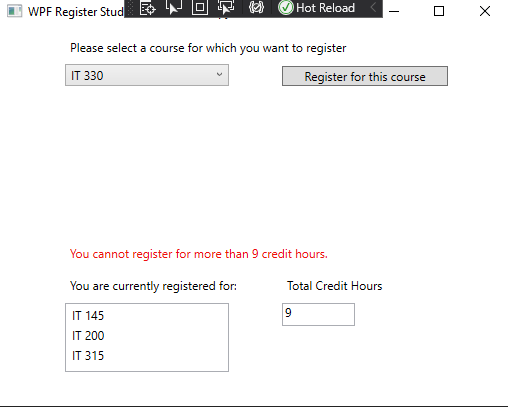 WPF Register Stud
Hot Reload
Please select a course for which you want to register
IT 330
Register for this course
You cannot register for more than 9 credit hours.
You are currently registered for:
Total Credit Hours
IT 145
9
IT 200
IT 315